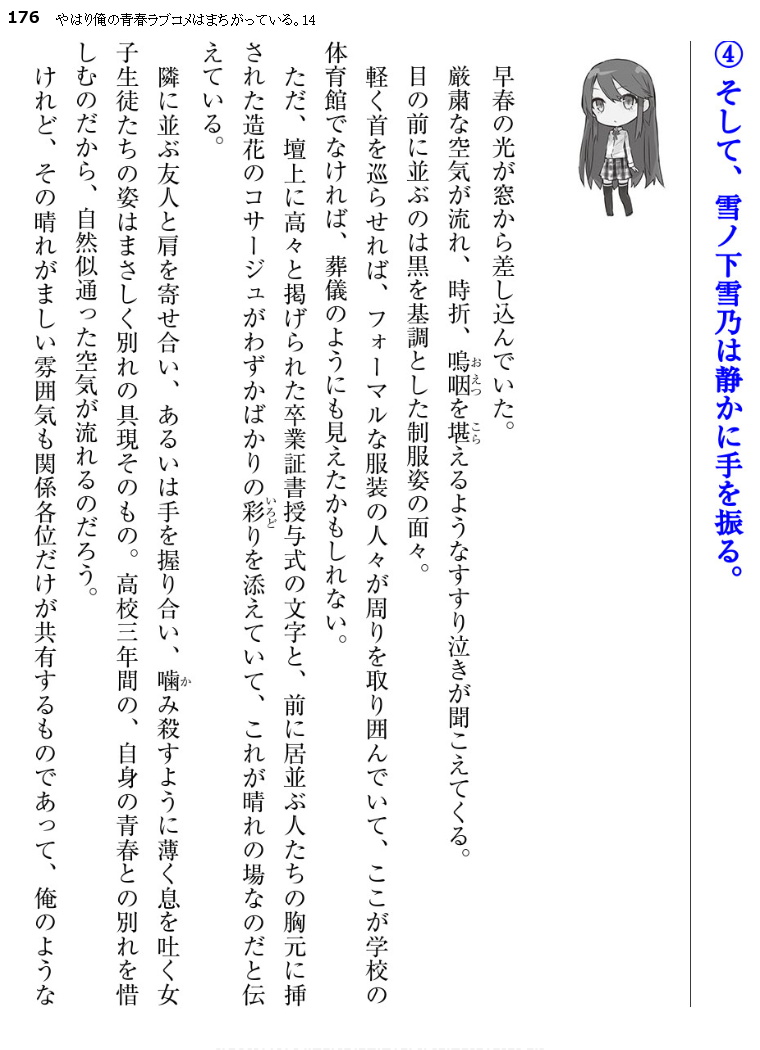 176 やはり俺の青春ラブコメはまちがっている。14
④ そして、雪ノ下雪乃は静かに手を振る。
早春の光が窓から差し込んでいた。
厳粛な空気が流れ、時折、嗚咽を堪えるようなすすり泣きが聞こえてくる。
おえつ
こら
目の前に並ぶのは黒を基調とした制服姿の面々。
軽く首を巡らせれば、フォーマルな服装の人々が周りを取り囲んでいて、ここが学校の
体育館でなければ、葬儀のようにも見えたかもしれない。
ただ、壇上に高々と掲げられた卒業証書授与式の文字と、前に居並ぶ人たちの胸元に挿
された造花のコサージュがわずかばかりの彩りを添えていて、これが晴れの場なのだと伝
いろど
えている。
隣に並ぶ友人と肩を寄せ合い、あるいは手を握り合い、噛み殺すように薄く息を吐く女
か
子生徒たちの姿はまさしく別れの具現そのもの。高校三年間の、自身の青春との別れを惜
しむのだから、自然似通った空気が流れるのだろう。
けれど、その晴れがましい雰囲気も関係各位だけが共有するものであって、俺のような